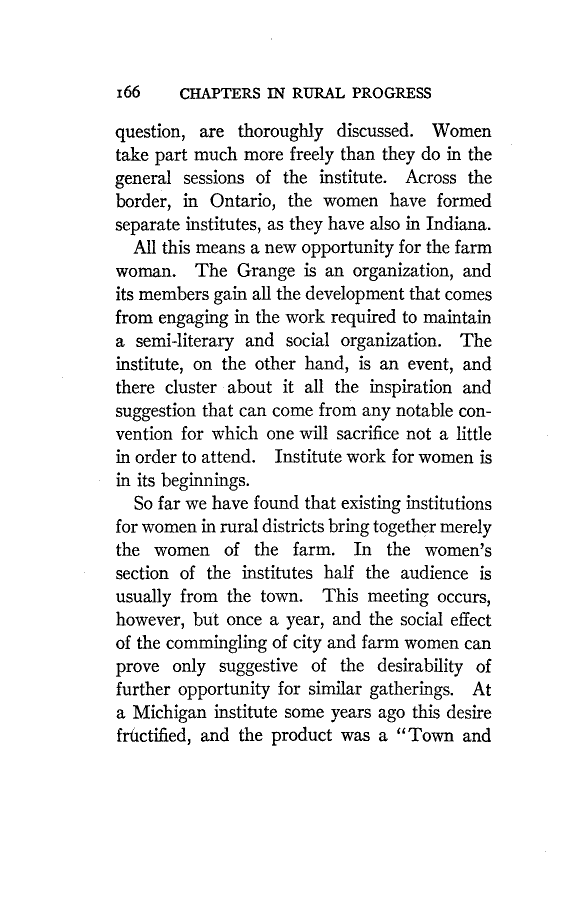 166 CHAPTERS IN RURAL PROGRESS
question, are thoroughly discussed. Women
take part much more freely than they do in the
general sessions of the institute. Across the
border, in Ontario, the women have formed
separate institutes, as they have also in Indiana.
All this means a new opportunity for the farm
woman. The Grange is an organization, and
its members gain all the development that comes
from engaging in the work required to maintain
a semi-literary and social organization. The
institute, on the other hand, is an event, and
there cluster about it all the inspiration and
suggestion that can come from any notable con-
vention for which one will sacrifice not a little
in order to attend. Institute work for women is
in its beginnings.
So far we have found that existing institutions
for women in rural districts bring together merely
the women of the farm. In the women's
section of the institutes half the audience is
usually from the town. This meeting occurs,
however, but once a year, and the social effect
of the commingling of city and farm women can
prove only suggestive of the desirability of
further opportunity for similar gatherings. At
a Michigan institute some years ago this desire
fructified, and the product was a "Town and